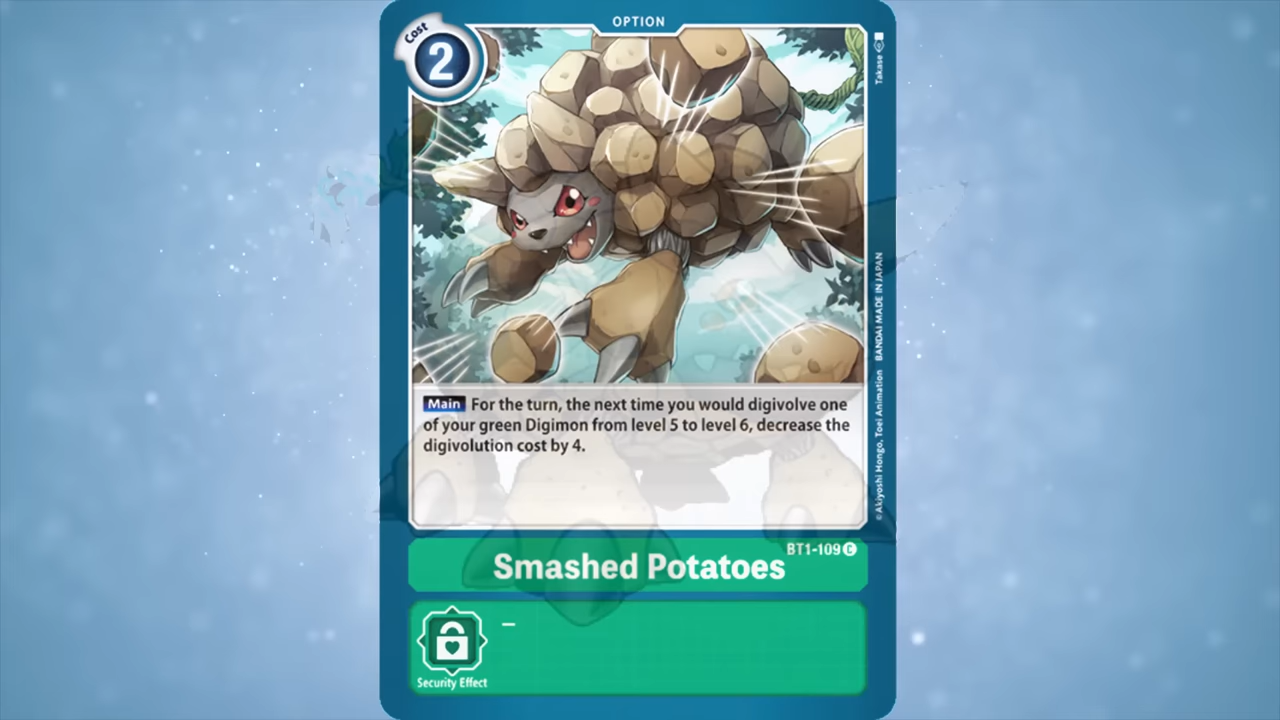 OPTION
Cost
2
Takase
Main For the turn, the next time you would digivolve one
of your green Digimon from level 5 to level 6, decrease the
digivolution cost by 4.
© Akiyoshi Hongo, Toei Animation BANDAI MADE IN JAPAN
BT1-109 C
Smashed Potatoes
–
Security Effect